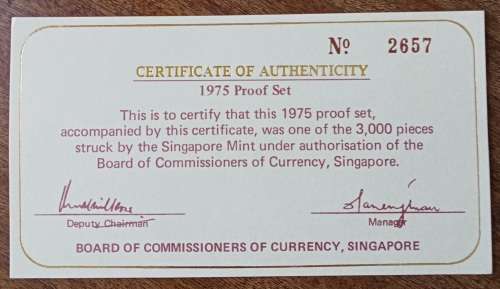 Nº 2657
CERTIFICATE OF AUTHENTICITY
1975 Proof Set
This is to certify that this 1975 proof set,
accompanied by this certificate, was one of the 3,000 pieces
struck by the Singapore Mint under authorisation of the
Board of Commissioners of Currency, Singapore.
Deputy Chairman Manager
BOARD OF COMMISSIONERS OF CURRENCY, SINGAPORE